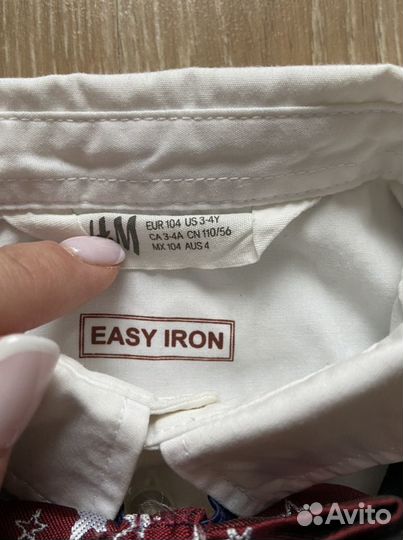 H&M EUR 104 US 3-4Y
CA 3-4A CN 110/56
MX 104 AUS 4
EASY IRON
Avito